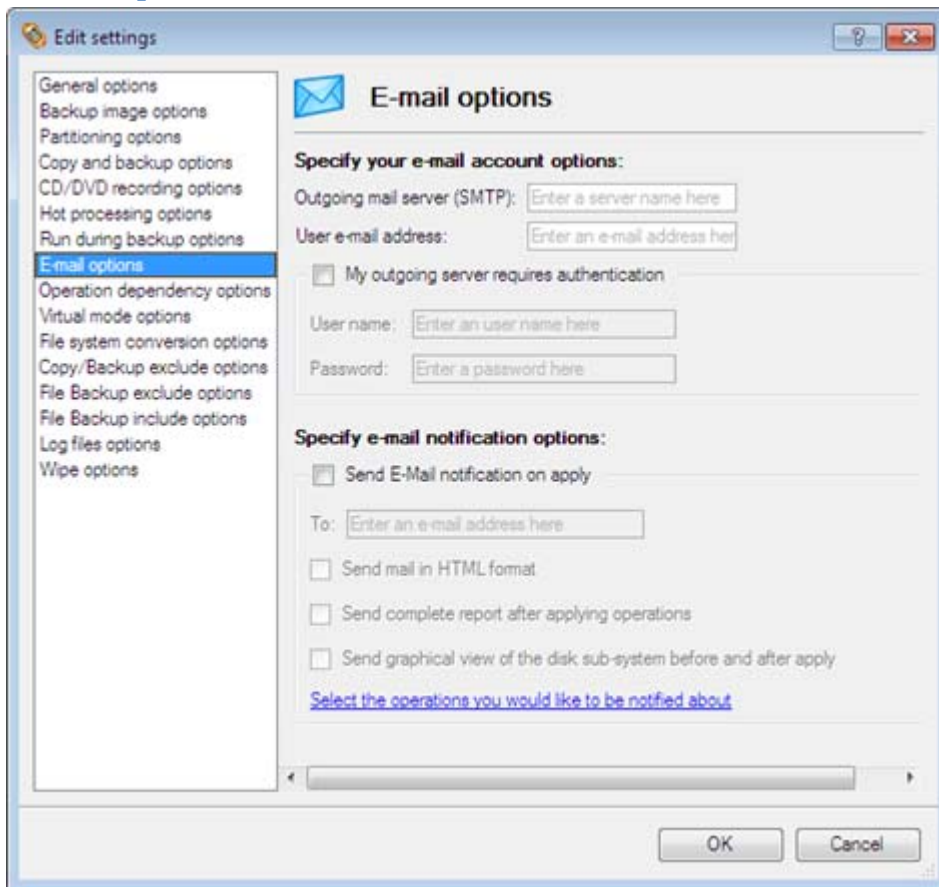 Edit settings
General options
Backup image options
Partitioning options
Copy and backup options
CD/DVD recording options
Hot processing options
Run during backup options
E-mail options
Operation dependency options
Virtual mode options
File system conversion options
Copy/Backup exclude options
File Backup exclude options
File Backup include options
Log files options
Wipe options
E-mail options
Specify your e-mail account options:
Outgoing mail server (SMTP): Enter a server name here
User e-mail address: Enter an e-mail address her
My outgoing server requires authentication
User name: Enter an user name here
Password: Enter a password here
Specify e-mail notification options:
Send E-Mail notification on apply
To: Enter an e-mail address here
Send mail in HTML format
Send complete report after applying operations
Send graphical view of the disk sub-system before and after apply
Select the operations you would like to be notified about
OK Cancel